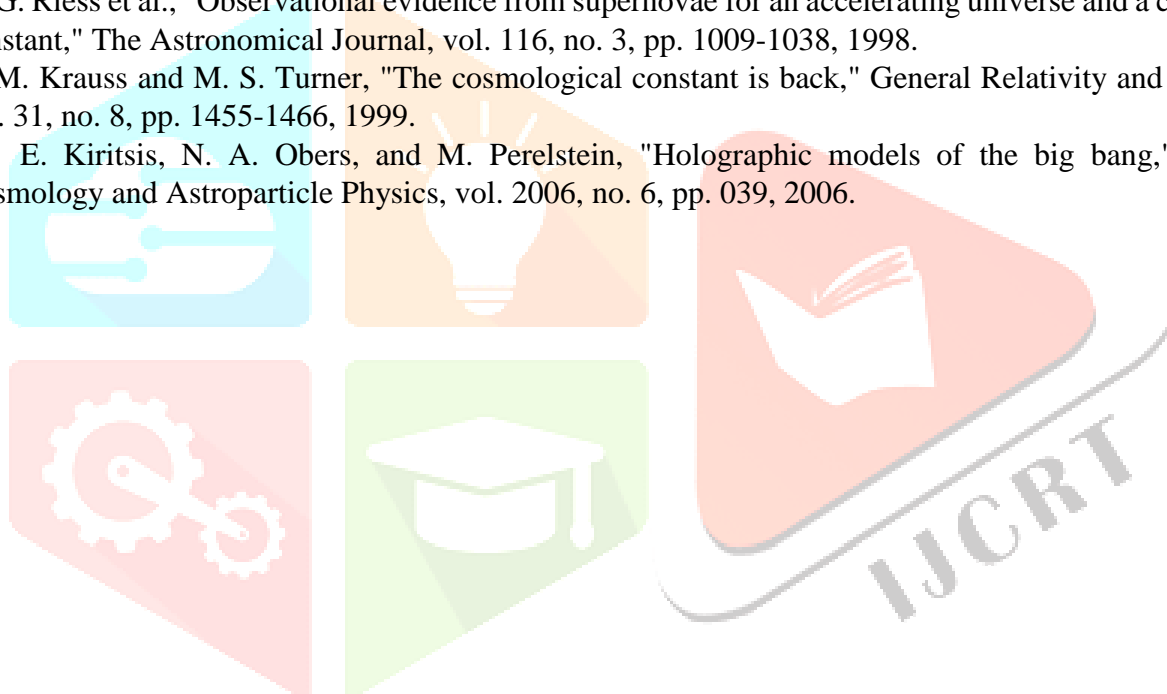 G. Riess et al., "Observational evidence from supernovae for an accelerating universe and a c
nstant," The Astronomical Journal, vol. 116, no. 3, pp. 1009-1038, 1998.
M. Krauss and M. S. Turner, "The cosmological constant is back," General Relativity and
. 31, no. 8, pp. 1455-1466, 1999.
E. Kiritsis, N. A. Obers, and M. Perelstein, "Holographic models of the big bang,"
smology and Astroparticle Physics, vol. 2006, no. 6, pp. 039, 2006.
IJCRT